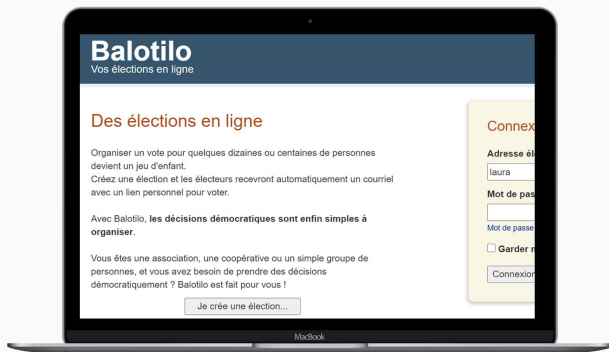 Balotilo
Vos élections en ligne
Des élections en ligne
Organiser un vote pour quelques dizaines ou centaines de personnes
devient un jeu d'enfant.
Créez une élection et les électeurs recevront automatiquement un courriel
avec un lien personnel pour voter.
Avec Balotilo, les décisions démocratiques sont enfin simples à
organiser.
Vous êtes une association, une coopérative ou un simple groupe de
personnes, et vous avez besoin de prendre des décisions
démocratiquement ? Balotilo est fait pour vous !
Je crée une élection...
Connex
Adresse él
laura
Mot de pas
Mot de passe
Garder
Connexion
MacBook